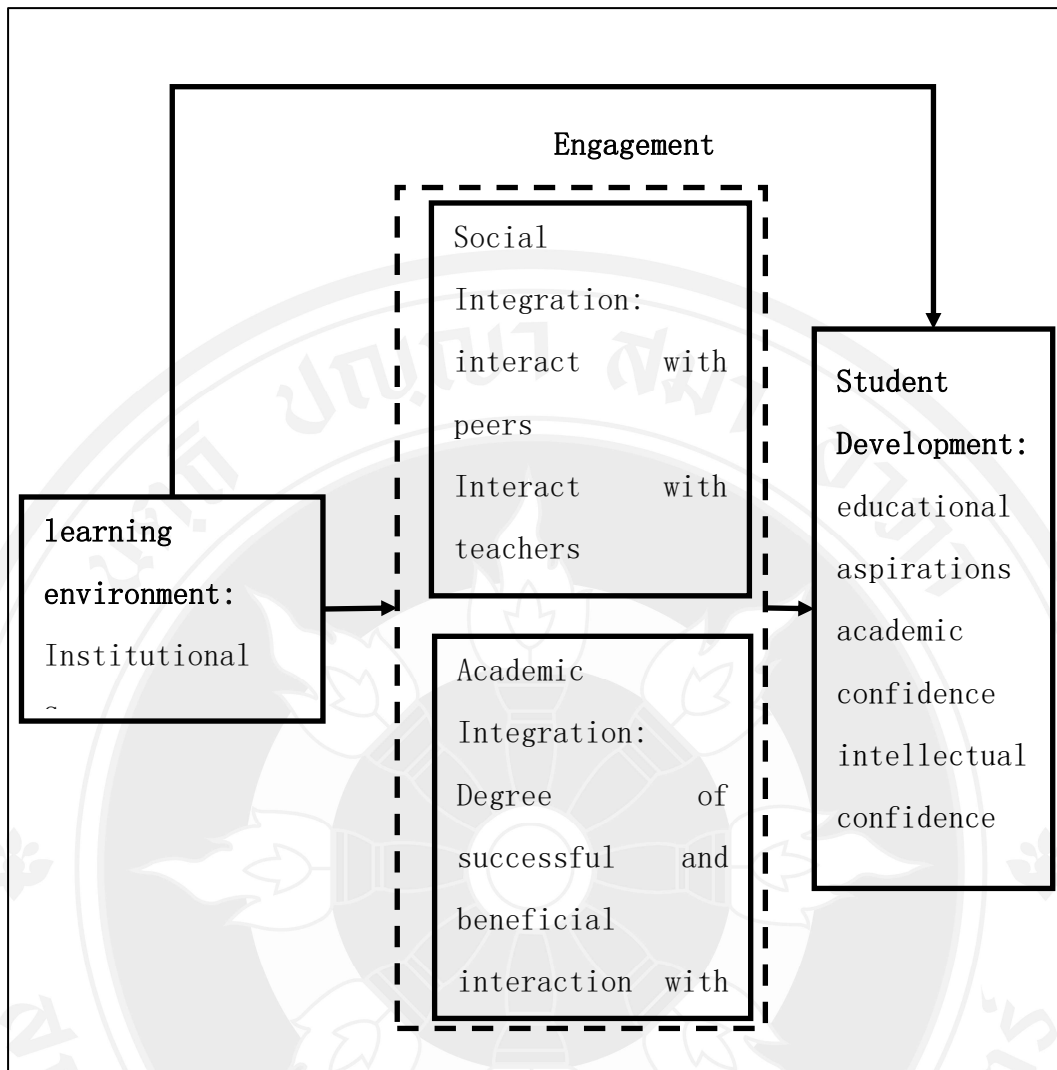 Engagement
Social
Integration:
interact with
peers
Interact with
teachers
Student
Development:
educational
aspirations
academic
confidence
intellectual
confidence
learning
environment:
Institutional
Academic
Integration:
Degree of
successful and
beneficial
interaction with